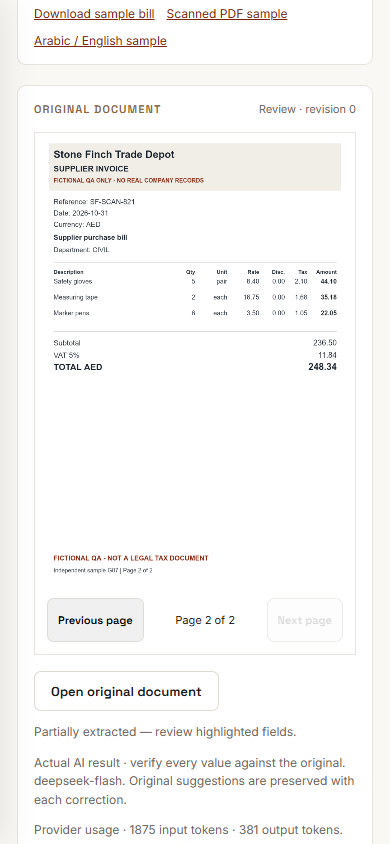 Download sample bill Scanned PDF sample
Arabic / English sample
ORIGINAL DOCUMENT Review · revision 0
Stone Finch Trade Depot
SUPPLIER INVOICE
FICTIONAL QA ONLY - NO REAL COMPANY RECORDS
Reference: SF-SCAN-821
Date: 2026-10-31
Currency: AED
Supplier purchase bill
Department: CIVIL
Description Qty Unit Rate Disc. Tax Amount
Safety gloves 5 pair 8.40 0.00 2.10 44.10
Measuring tape 2 each 16.75 0.00 1.68 35.18
Marker pens 6 each 3.50 0.00 1.05 22.05
Subtotal 236.50
VAT 5% 11.84
TOTAL AED 248.34
FICTIONAL QA - NOT A LEGAL TAX DOCUMENT
Independent sample G07 | Page 2 of 2
Previous page Page 2 of 2 Next page
Open original document
Partially extracted — review highlighted fields.
Actual AI result · verify every value against the original.
deepseek-flash. Original suggestions are preserved with
each correction.
Provider usage · 1875 input tokens · 381 output tokens.